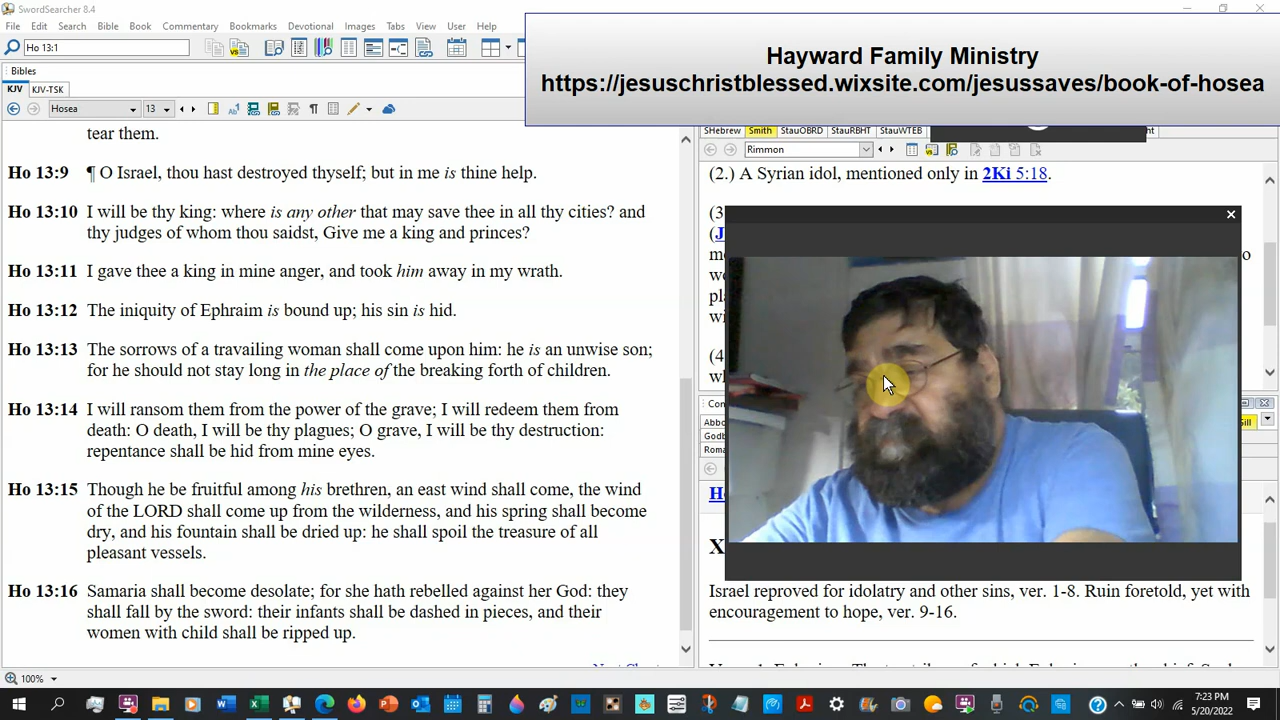 SwordSearcher 8.4
File Edit Search Bible Book Commentary Bookmarks Devotional Images Tabs View User Help
Ho 13:1
Hayward Family Ministry
https://jesuschristblessed.wixsite.com/jesussaves/book-of-hosea
Bibles
KJV KJV-TSK
Hosea 13
tear them.
Ho 13:9 ¶ O Israel, thou hast destroyed thyself; but in me is thine help.
Ho 13:10 I will be thy king: where is any other that may save thee in all thy cities? and
thy judges of whom thou saidst, Give me a king and princes?
Ho 13:11 I gave thee a king in mine anger, and took him away in my wrath.
Ho 13:12 The iniquity of Ephraim is bound up; his sin is hid.
Ho 13:13 The sorrows of a travailing woman shall come upon him: he is an unwise son;
for he should not stay long in the place of the breaking forth of children.
Ho 13:14 I will ransom them from the power of the grave; I will redeem them from
death: O death, I will be thy plagues; O grave, I will be thy destruction:
repentance shall be hid from mine eyes.
Ho 13:15 Though he be fruitful among his brethren, an east wind shall come, the wind
of the LORD shall come up from the wilderness, and his spring shall become
dry, and his fountain shall be dried up: he shall spoil the treasure of all
pleasant vessels.
Ho 13:16 Samaria shall become desolate; for she hath rebelled against her God: they
shall fall by the sword: their infants shall be dashed in pieces, and their
women with child shall be ripped up.
100%
SHebrew Smith StauOBRD StauRBHT StauWTEB
Rimmon
(2.) A Syrian idol, mentioned only in 2Ki 5:18.
(3
(4
Gill
Israel reproved for idolatry and other sins, ver. 1-8. Ruin foretold, yet with
encouragement to hope, ver. 9-16.
7:23 PM
5/20/2022